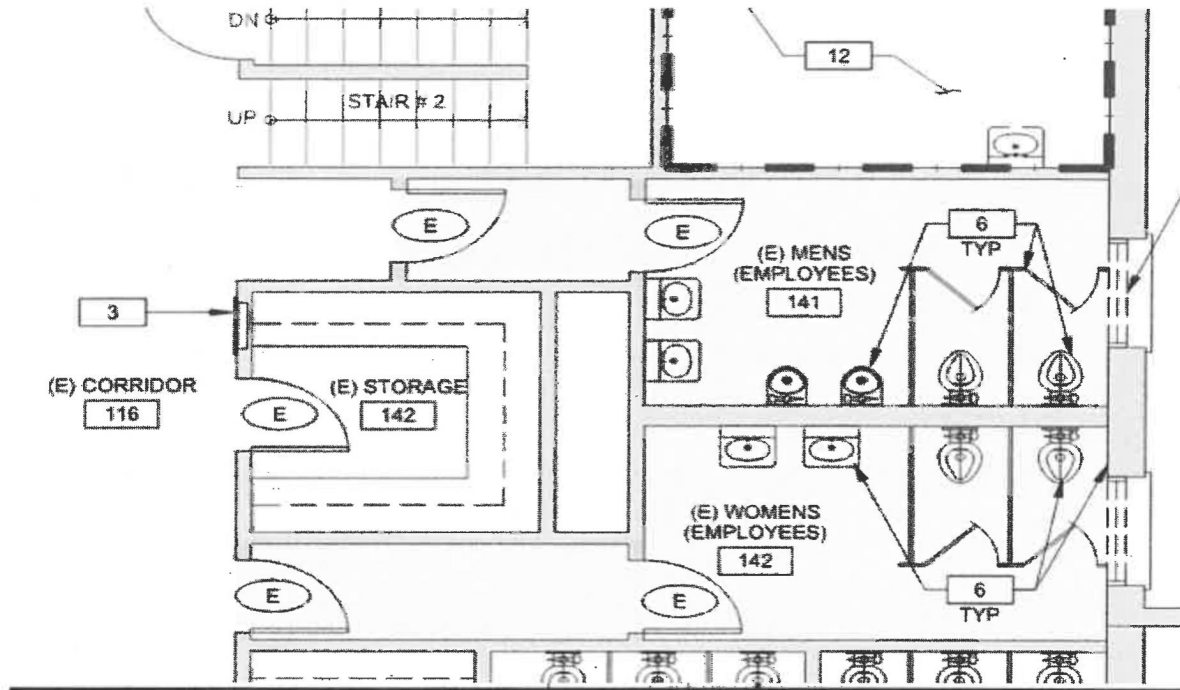 DN
12
STAIR # 2
UP
E
E
6
TYP
(E) MENS
(EMPLOYEES)
141
3
(E) CORRIDOR
116
(E) STORAGE
142
E
(E) WOMENS
(EMPLOYEES)
142
E
E
6
TYP